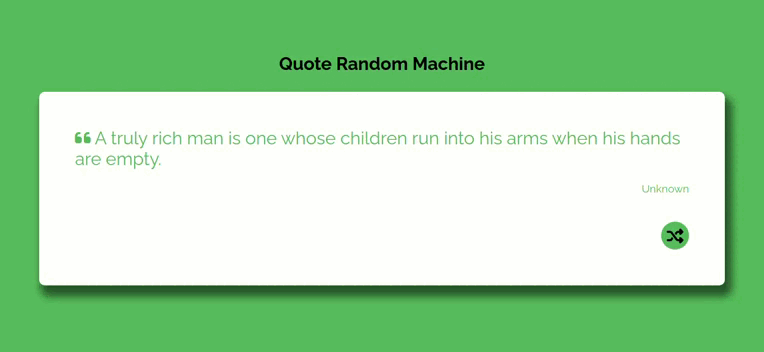 Quote Random Machine
❝ A truly rich man is one whose children run into his arms when his hands
are empty.
Unknown